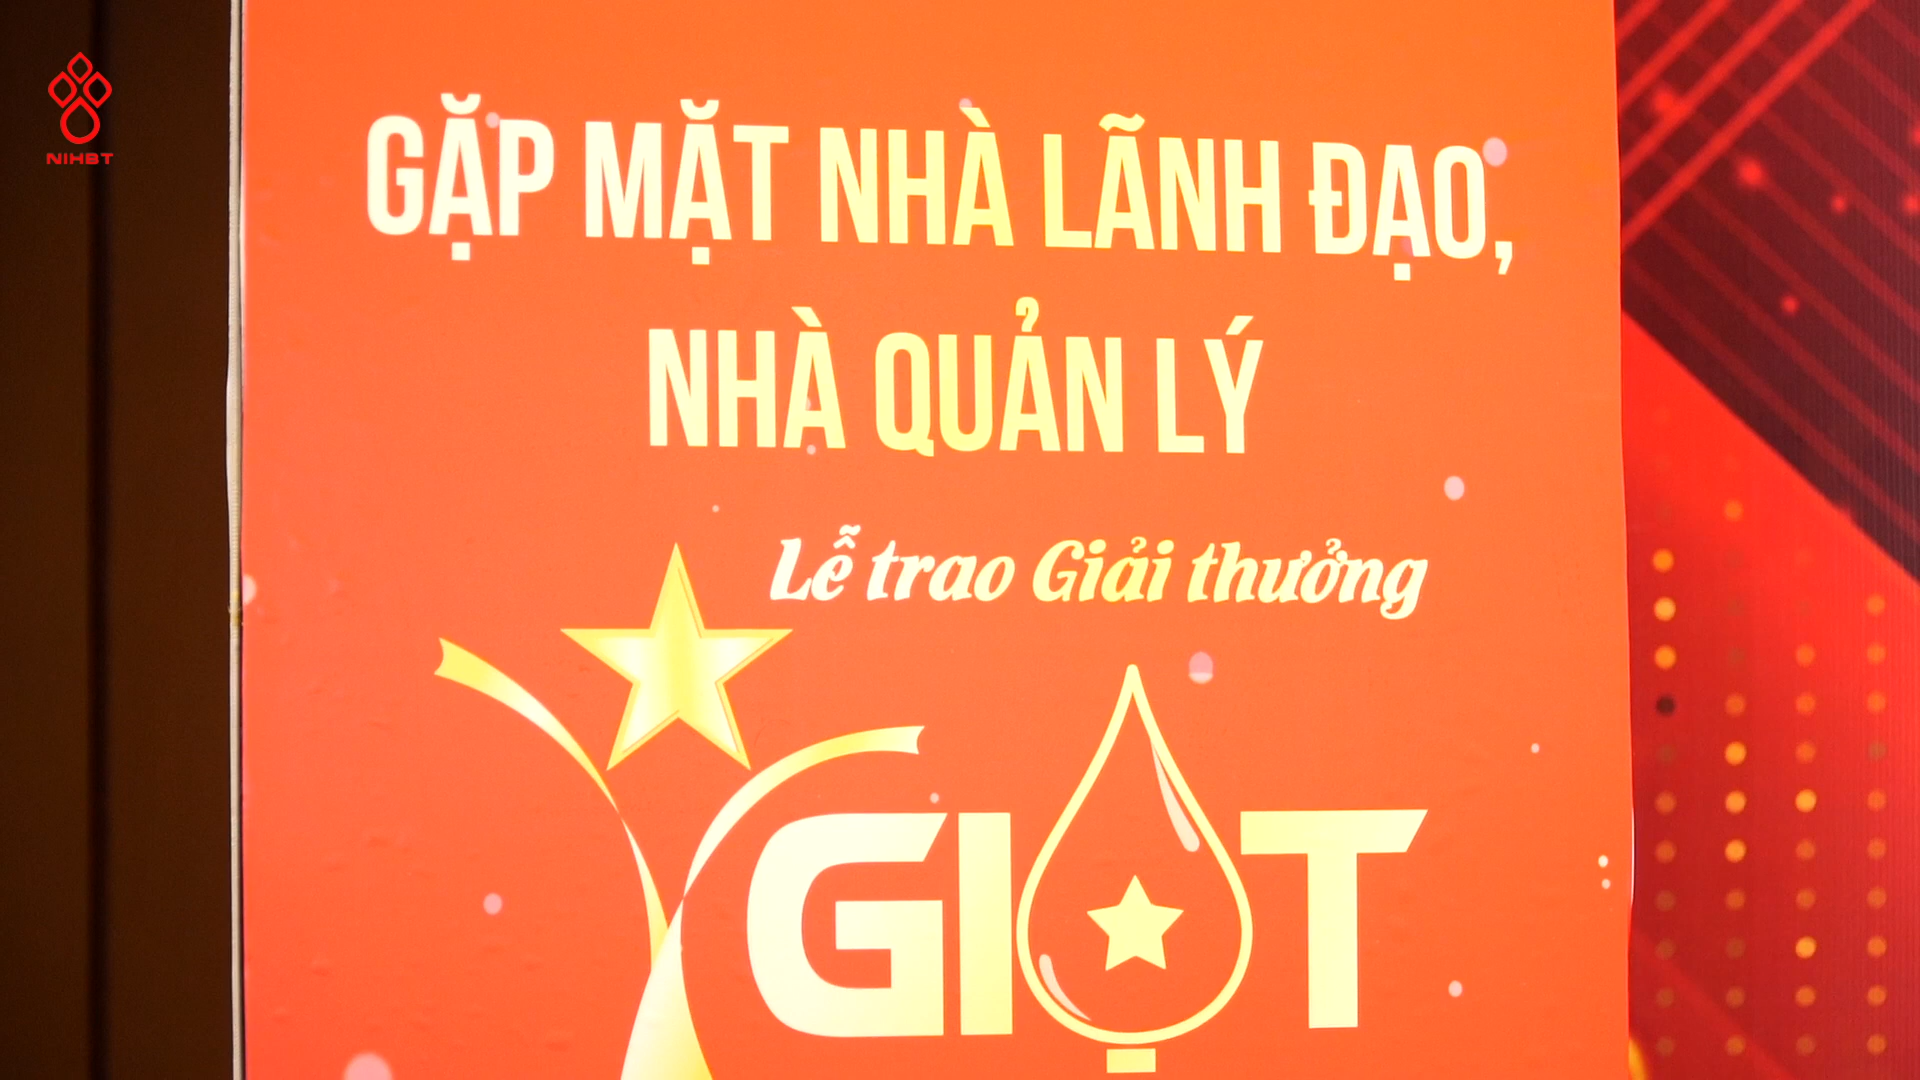 NIHBT
GẶP MẶT NHÀ LÃNH ĐẠO,
NHÀ QUẢN LÝ
Lễ trao Giải thưởng
GIỌT